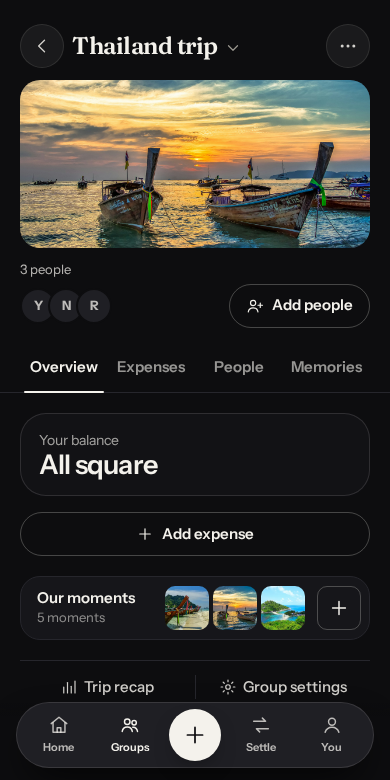 Thailand trip
3 people
Y N R
Add people
Overview Expenses People Memories
Your balance
All square
Add expense
Our moments
5 moments
Trip recap Group settings
Home Groups Settle You